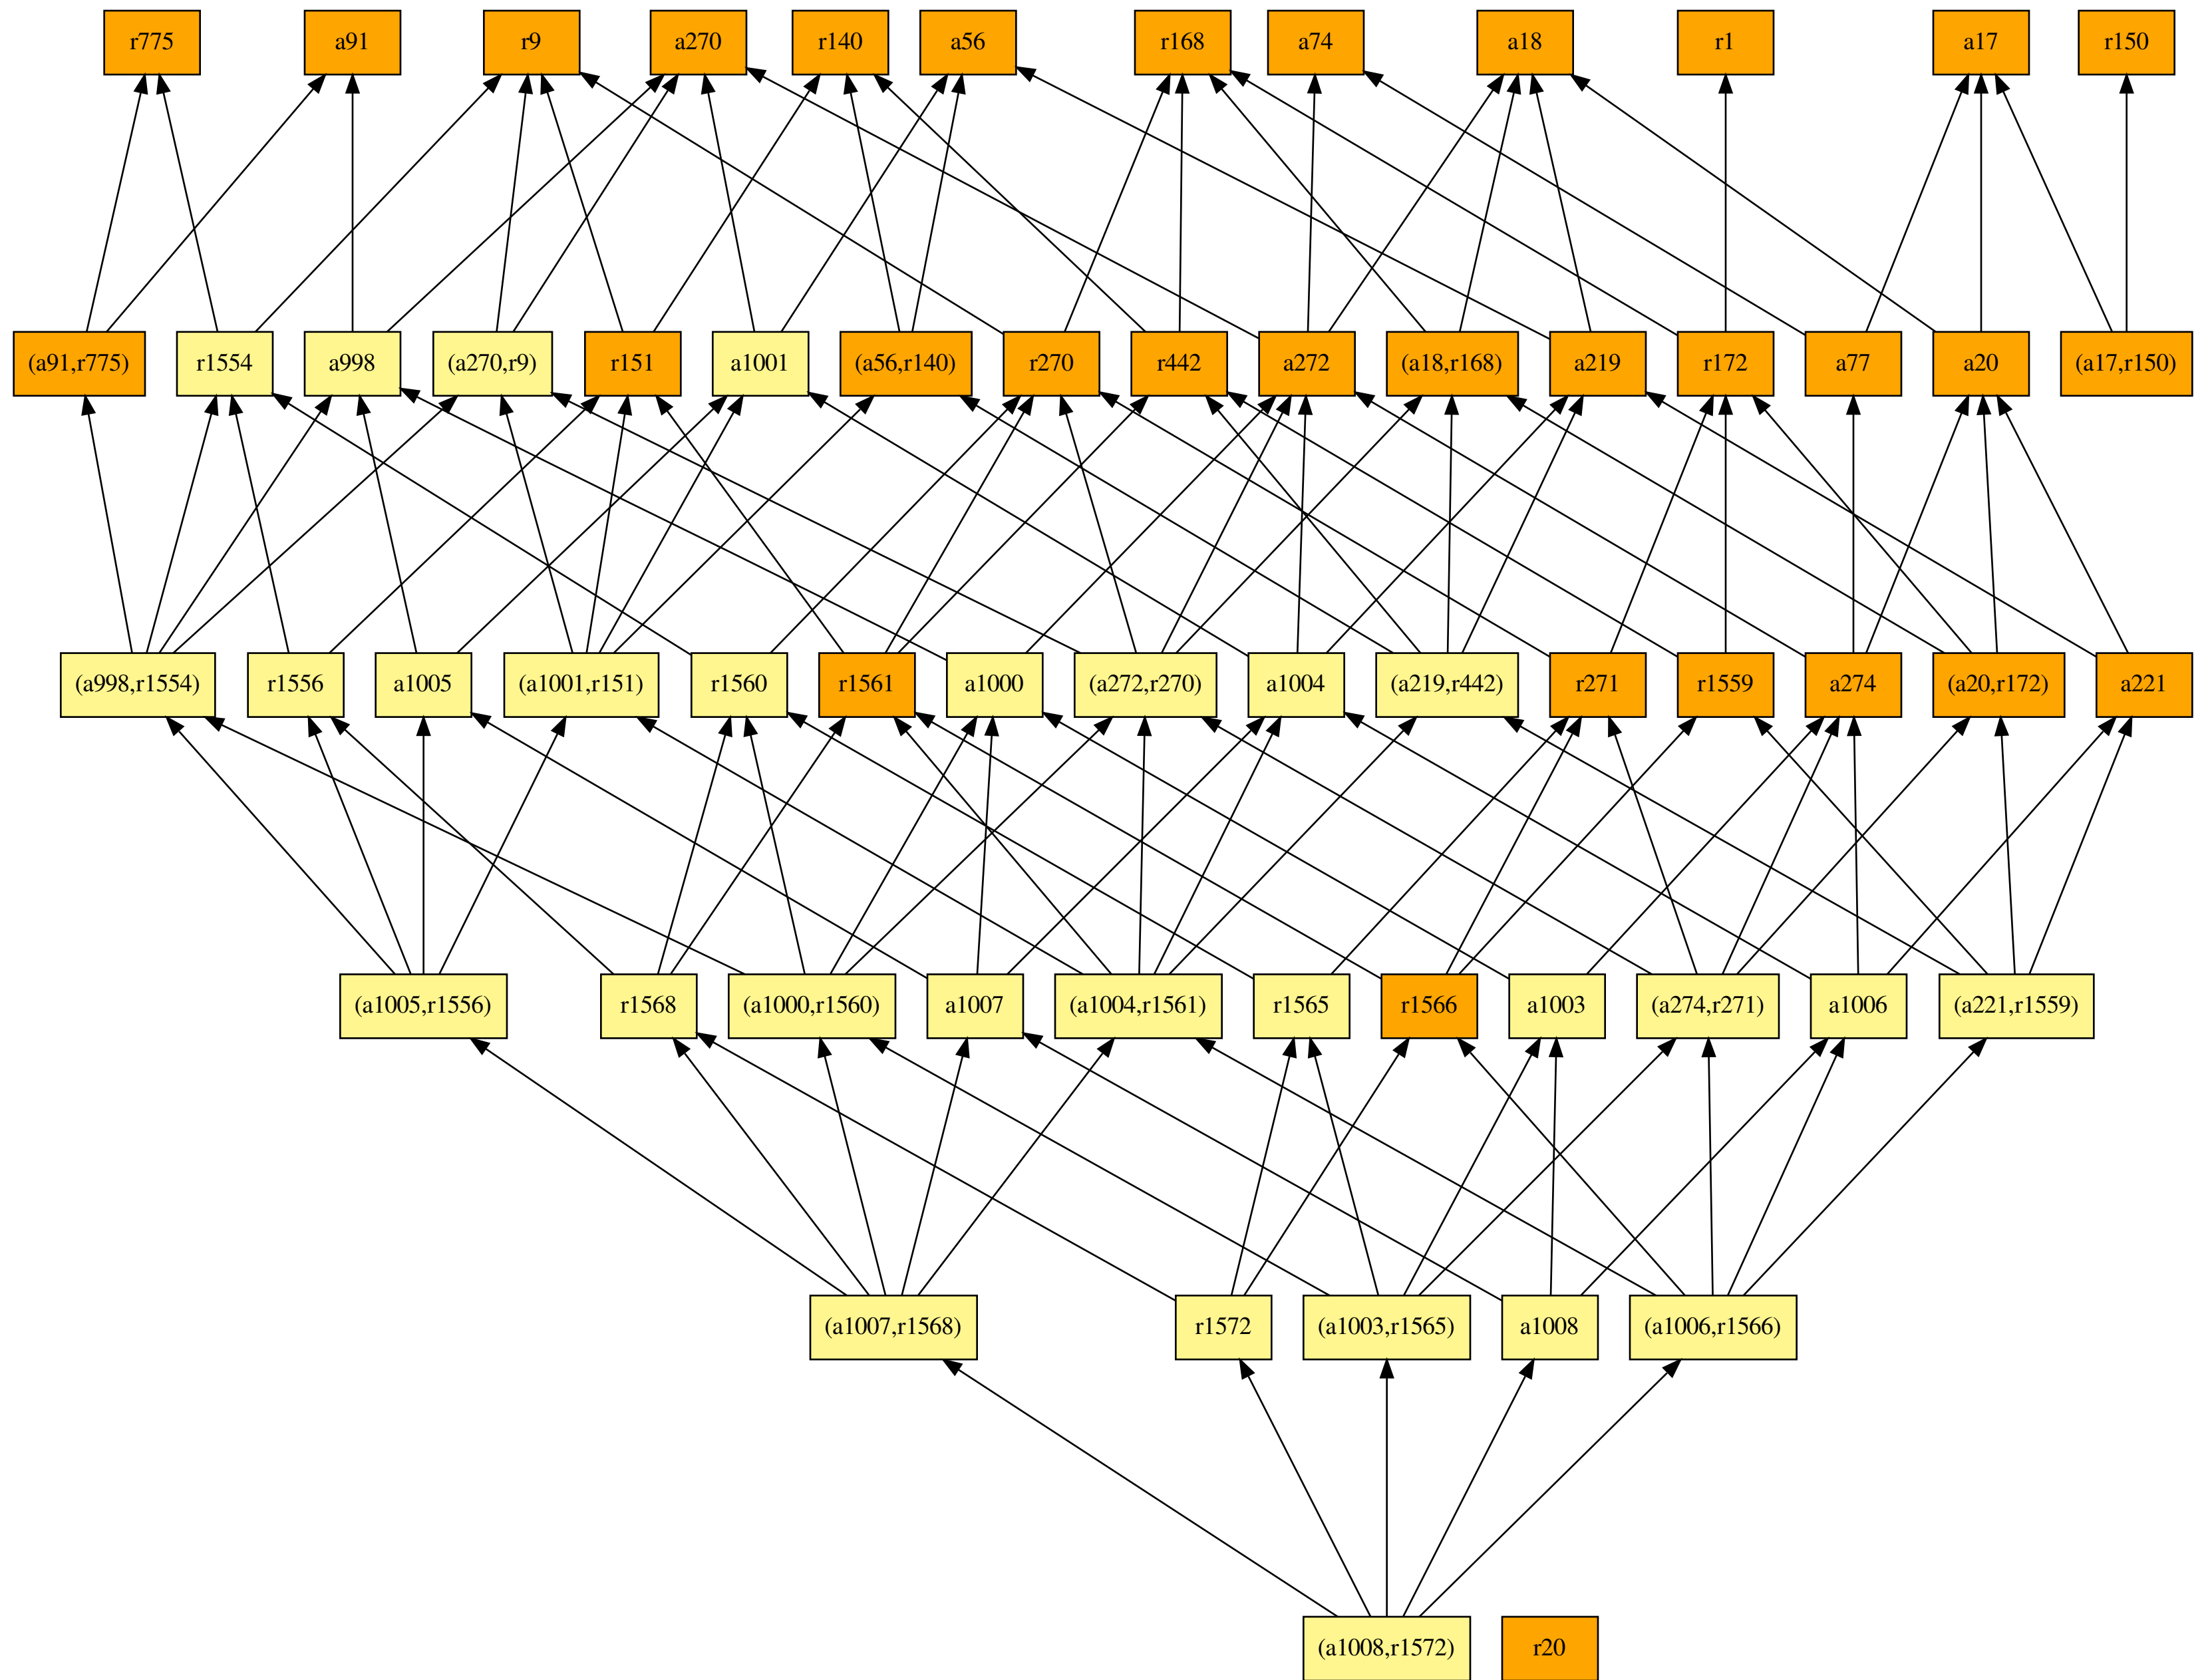 r775
a91
r9
a270
r140
a56
r168
a74
a18
r1
a17
r150
(a91,r775)
r1554
a998
(a270,r9)
r151
a1001
(a56,r140)
r270
r442
a272
(a18,r168)
a219
r172
a77
a20
(a17,r150)
(a998,r1554)
r1556
a1005
(a1001,r151)
r1560
r1561
a1000
(a272,r270)
a1004
(a219,r442)
r271
r1559
a274
(a20,r172)
a221
(a1005,r1556)
r1568
(a1000,r1560)
a1007
(a1004,r1561)
r1565
r1566
a1003
(a274,r271)
a1006
(a221,r1559)
(a1007,r1568)
r1572
(a1003,r1565)
a1008
(a1006,r1566)
(a1008,r1572)
r20